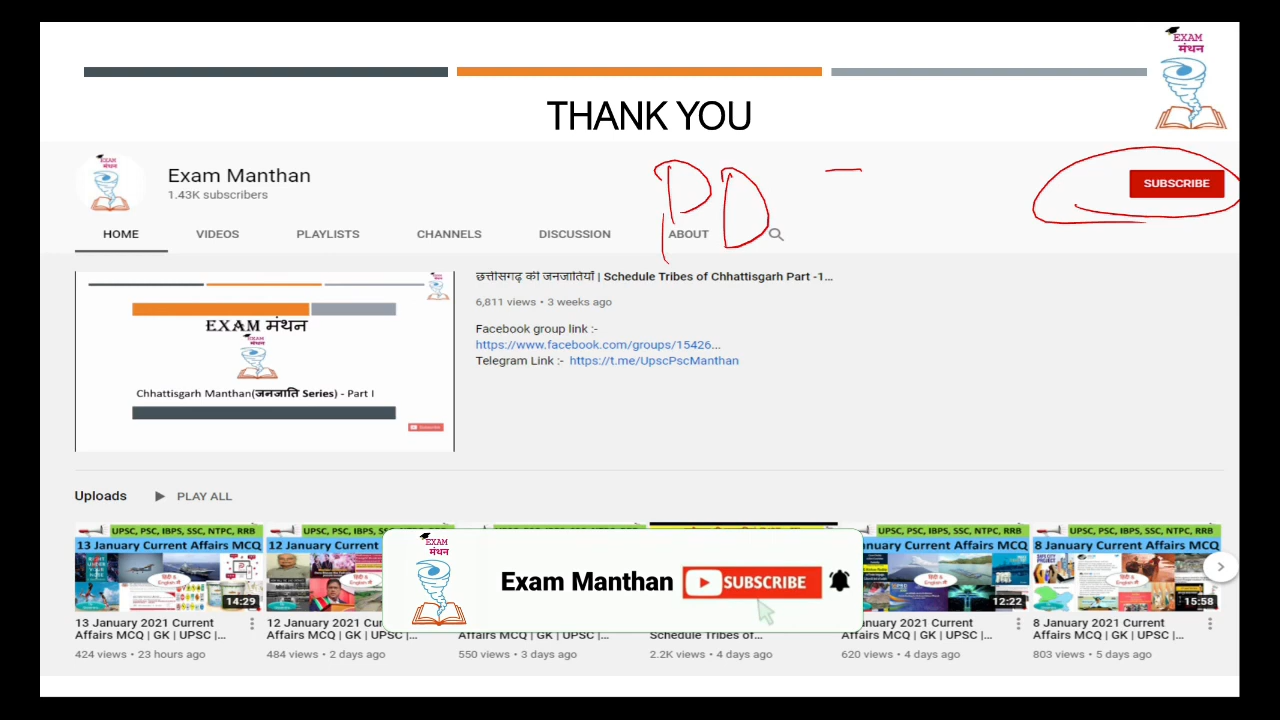 EXAM
मंथन
THANK YOU
Exam Manthan
1.43K subscribers
SUBSCRIBE
PD -
HOME VIDEOS PLAYLISTS CHANNELS DISCUSSION ABOUT
EXAM मंथन
EXAM
मंथन
Chhattisgarh Manthan(जनजाति Series) - Part I
छत्तीसगढ़ की जनजातियाँ | Schedule Tribes of Chhattisgarh Part -1...
6,811 views • 3 weeks ago
Facebook group link :-
https://www.facebook.com/groups/15426...
Telegram Link :- https://t.me/UpscPscManthan
Uploads PLAY ALL
UPSC, PSC, IBPS, SSC, NTPC, RRB
13 January Current Affairs MCQ
हिंदी &
English में
14:29
13 January 2021 Current
Affairs MCQ | GK | UPSC |...
424 views • 23 hours ago
UPSC, PSC, IBPS, SSC, NTPC, RRB
12 January Current
12 January 2021 Current
Affairs MCQ | GK | UPSC |...
484 views • 2 days ago
Affairs MCQ | GK | UPSC |...
550 views • 3 days ago
Schedule Tribes of...
2.2K views • 4 days ago
UPSC, PSC, IBPS, SSC, NTPC, RRB
Current Affairs MCQ
हिंदी &
English में
12:22
January 2021 Current
Affairs MCQ | GK | UPSC |...
620 views • 4 days ago
UPSC, PSC, IBPS, SSC, NTPC, RRB
8 January Current Affairs MCQ
हिंदी &
English में
15:58
8 January 2021 Current
Affairs MCQ | GK | UPSC |...
803 views • 5 days ago
EXAM
मंथन
Exam Manthan SUBSCRIBE